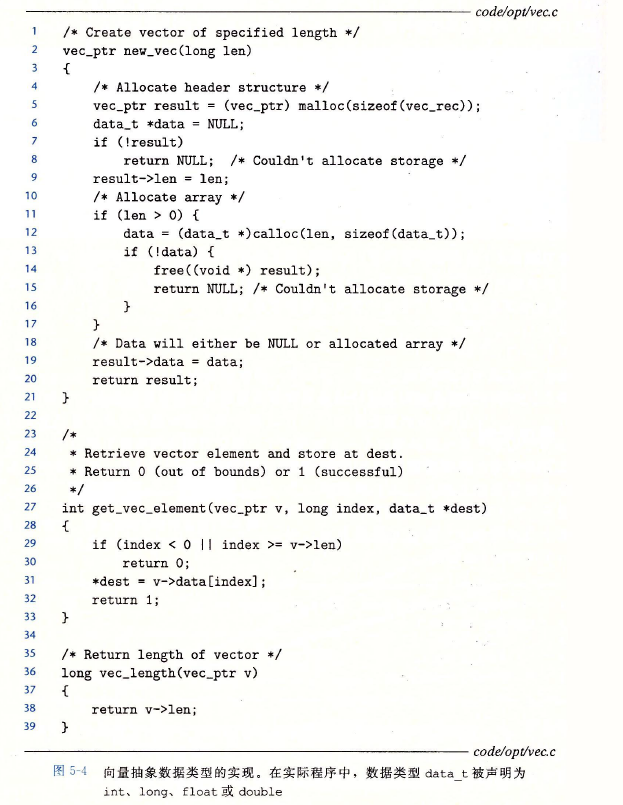 code/opt/vec.c
1 /* Create vector of specified length */
2 vec_ptr new_vec(long len)
3 {
4 /* Allocate header structure */
5 vec_ptr result = (vec_ptr) malloc(sizeof(vec_rec));
6 data_t *data = NULL;
7 if (!result)
8 return NULL; /* Couldn't allocate storage */
9 result->len = len;
10 /* Allocate array */
11 if (len > 0) {
12 data = (data_t *)calloc(len, sizeof(data_t));
13 if (!data) {
14 free((void *) result);
15 return NULL; /* Couldn't allocate storage */
16 }
17 }
18 /* Data will either be NULL or allocated array */
19 result->data = data;
20 return result;
21 }
22
23 /*
24 * Retrieve vector element and store at dest.
25 * Return 0 (out of bounds) or 1 (successful)
26 */
27 int get_vec_element(vec_ptr v, long index, data_t *dest)
28 {
29 if (index < 0 || index >= v->len)
30 return 0;
31 *dest = v->data[index];
32 return 1;
33 }
34
35 /* Return length of vector */
36 long vec_length(vec_ptr v)
37 {
38 return v->len;
39 }
code/opt/vec.c
图 5-4 向量抽象数据类型的实现。在实际程序中，数据类型 data_t 被声明为
int、long、float 或 double